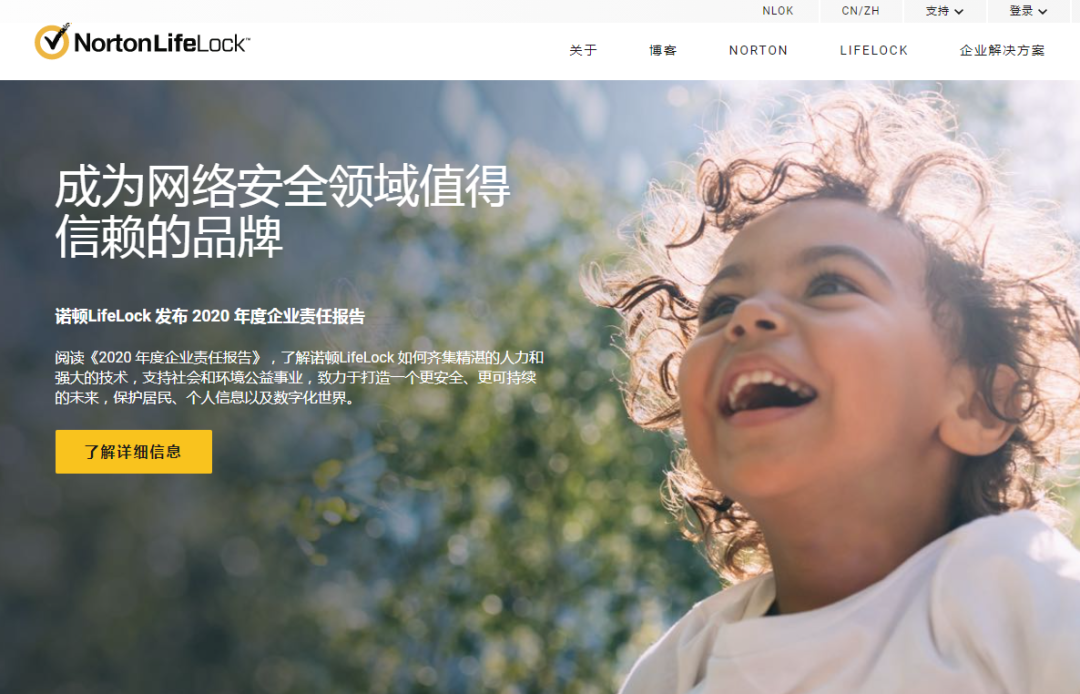 NLOK
CN/ZH
支持
登录
NortonLifeLock™
关于
博客
NORTON
LIFELOCK
企业解决方案
成为网络安全领域值得
信赖的品牌
诺顿LifeLock 发布 2020 年度企业责任报告
阅读《2020 年度企业责任报告》，了解诺顿LifeLock 如何齐集精湛的人力和
强大的技术，支持社会和环境公益事业，致力于打造一个更安全、更可持续
的未来，保护居民、个人信息以及数字化世界。
了解详细信息